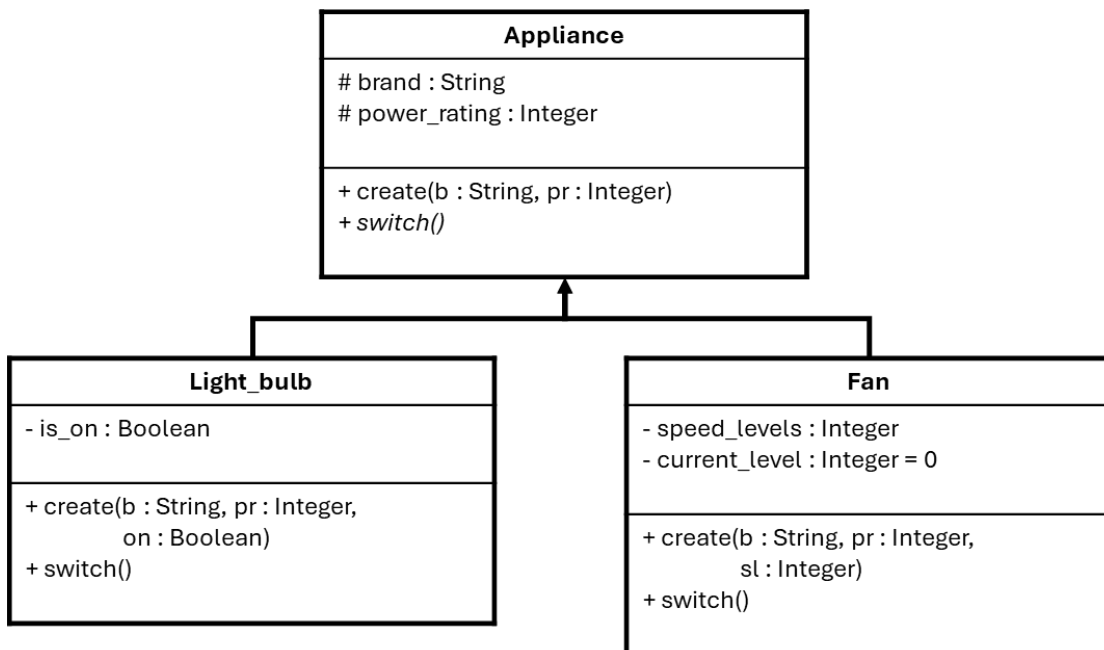 Appliance
# brand : String
# power_rating : Integer
+ create(b : String, pr : Integer)
+ switch()
Light_bulb
- is_on : Boolean
+ create(b : String, pr : Integer,
on : Boolean)
+ switch()
Fan
- speed_levels : Integer
- current_level : Integer = 0
+ create(b : String, pr : Integer,
sl : Integer)
+ switch()